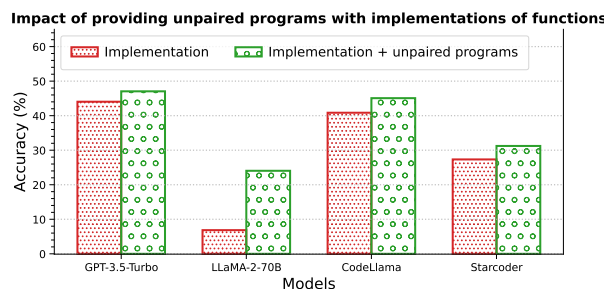 Impact of providing unpaired programs with implementations of functions
Implementation
Implementation + unpaired programs
Accuracy (%)
60
50
40
30
20
10
0
GPT-3.5-Turbo
LLaMA-2-70B
CodeLlama
Starcoder
Models